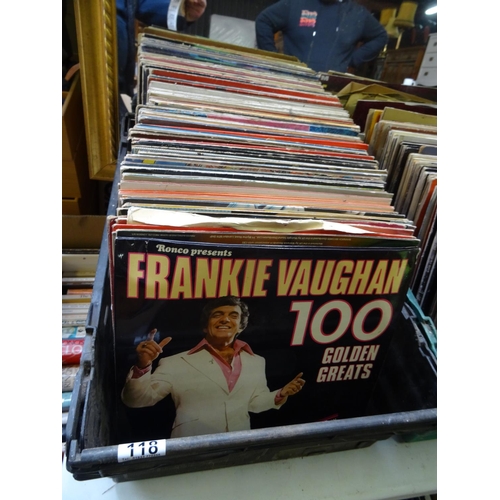 Ronco presents
FRANKIE VAUGHAN
100
GOLDEN
GREATS
118